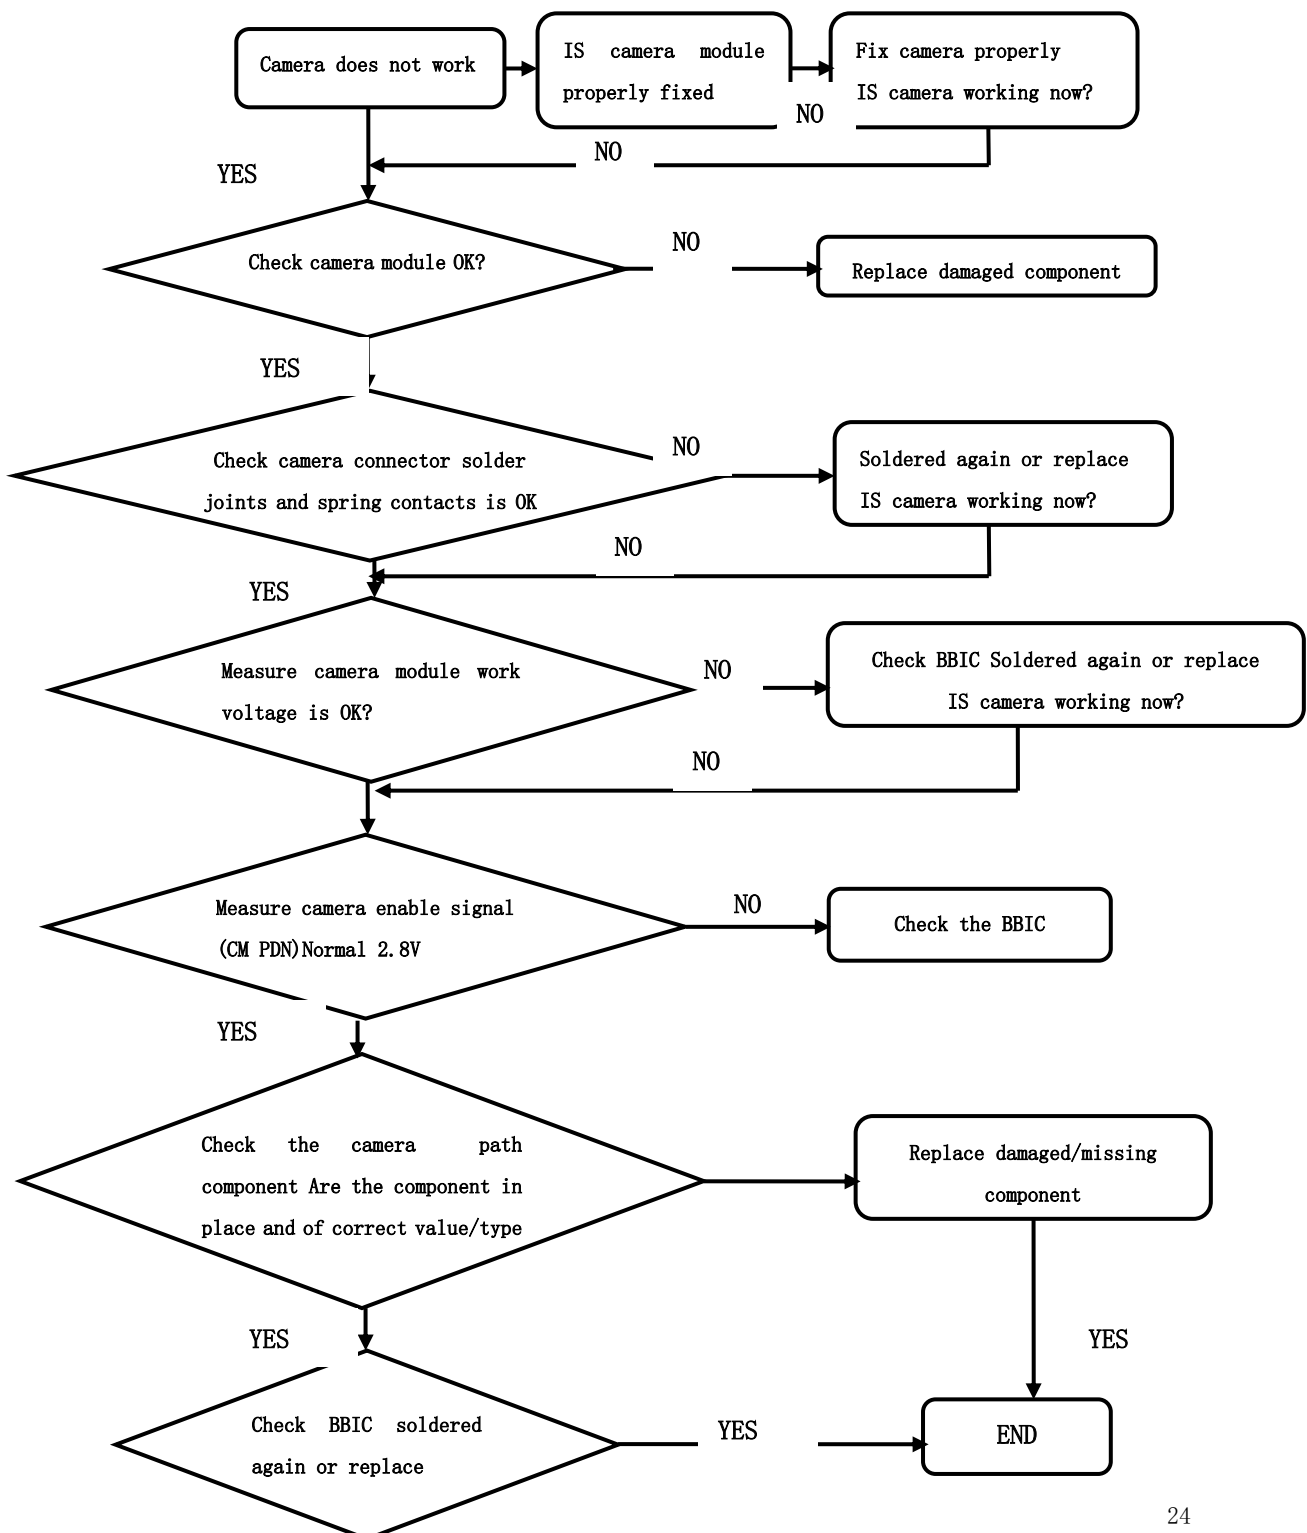 Camera does not work
IS camera module
properly fixed
Fix camera properly
IS camera working now?
NO
NO
YES
Check camera module OK?
NO
Replace damaged component
YES
Check camera connector solder
joints and spring contacts is OK
NO
Soldered again or replace
IS camera working now?
NO
YES
Measure camera module work
voltage is OK?
NO
Check BBIC Soldered again or replace
IS camera working now?
NO
Measure camera enable signal
(CM PDN)Normal 2.8V
NO
Check the BBIC
YES
Check the camera path
component Are the component in
place and of correct value/type
Replace damaged/missing
component
YES
YES
Check BBIC soldered
again or replace
YES
END
24